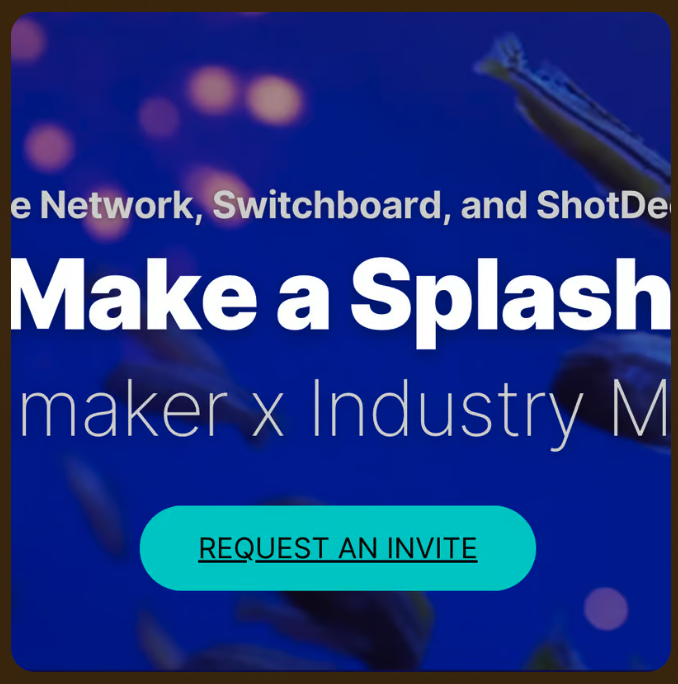 e Network, Switchboard, and ShotDe
Make a Splash
maker x Industry M
REQUEST AN INVITE